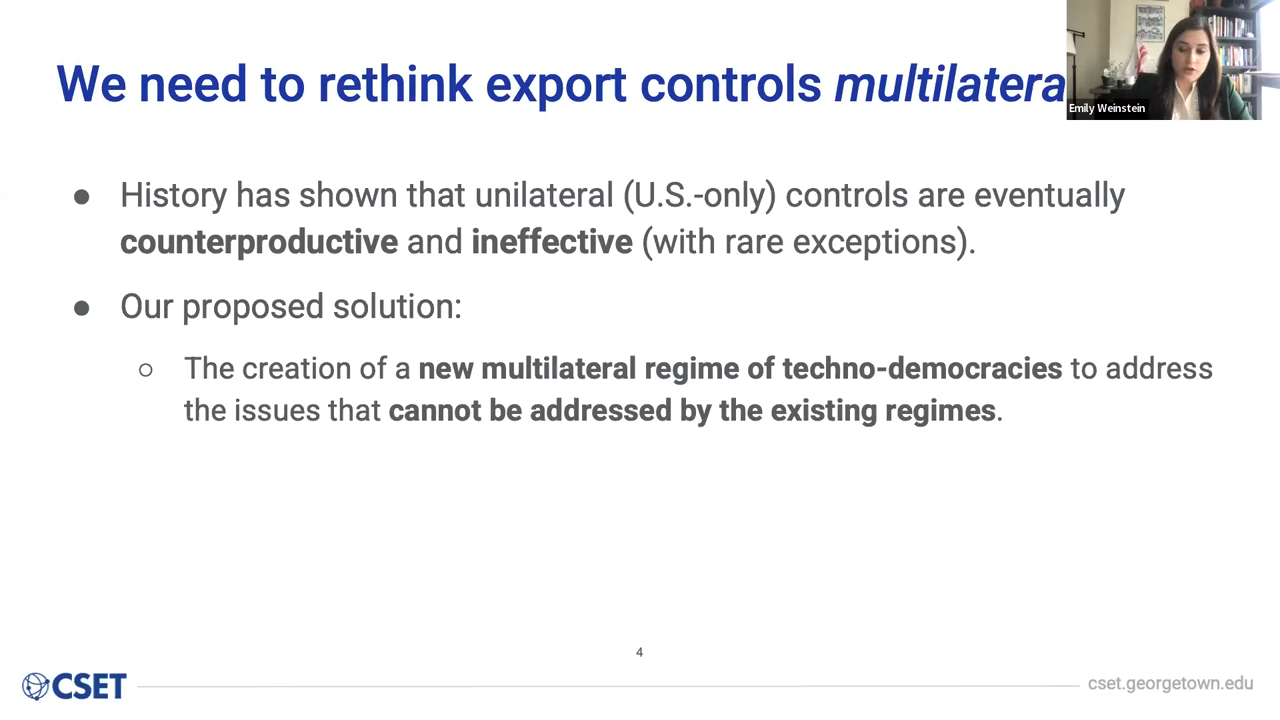 We need to rethink export controls multilatera
Emily Weinstein
● History has shown that unilateral (U.S.-only) controls are eventually
counterproductive and ineffective (with rare exceptions).
● Our proposed solution:
○ The creation of a new multilateral regime of techno-democracies to address
the issues that cannot be addressed by the existing regimes.
4
CSET
cset.georgetown.edu